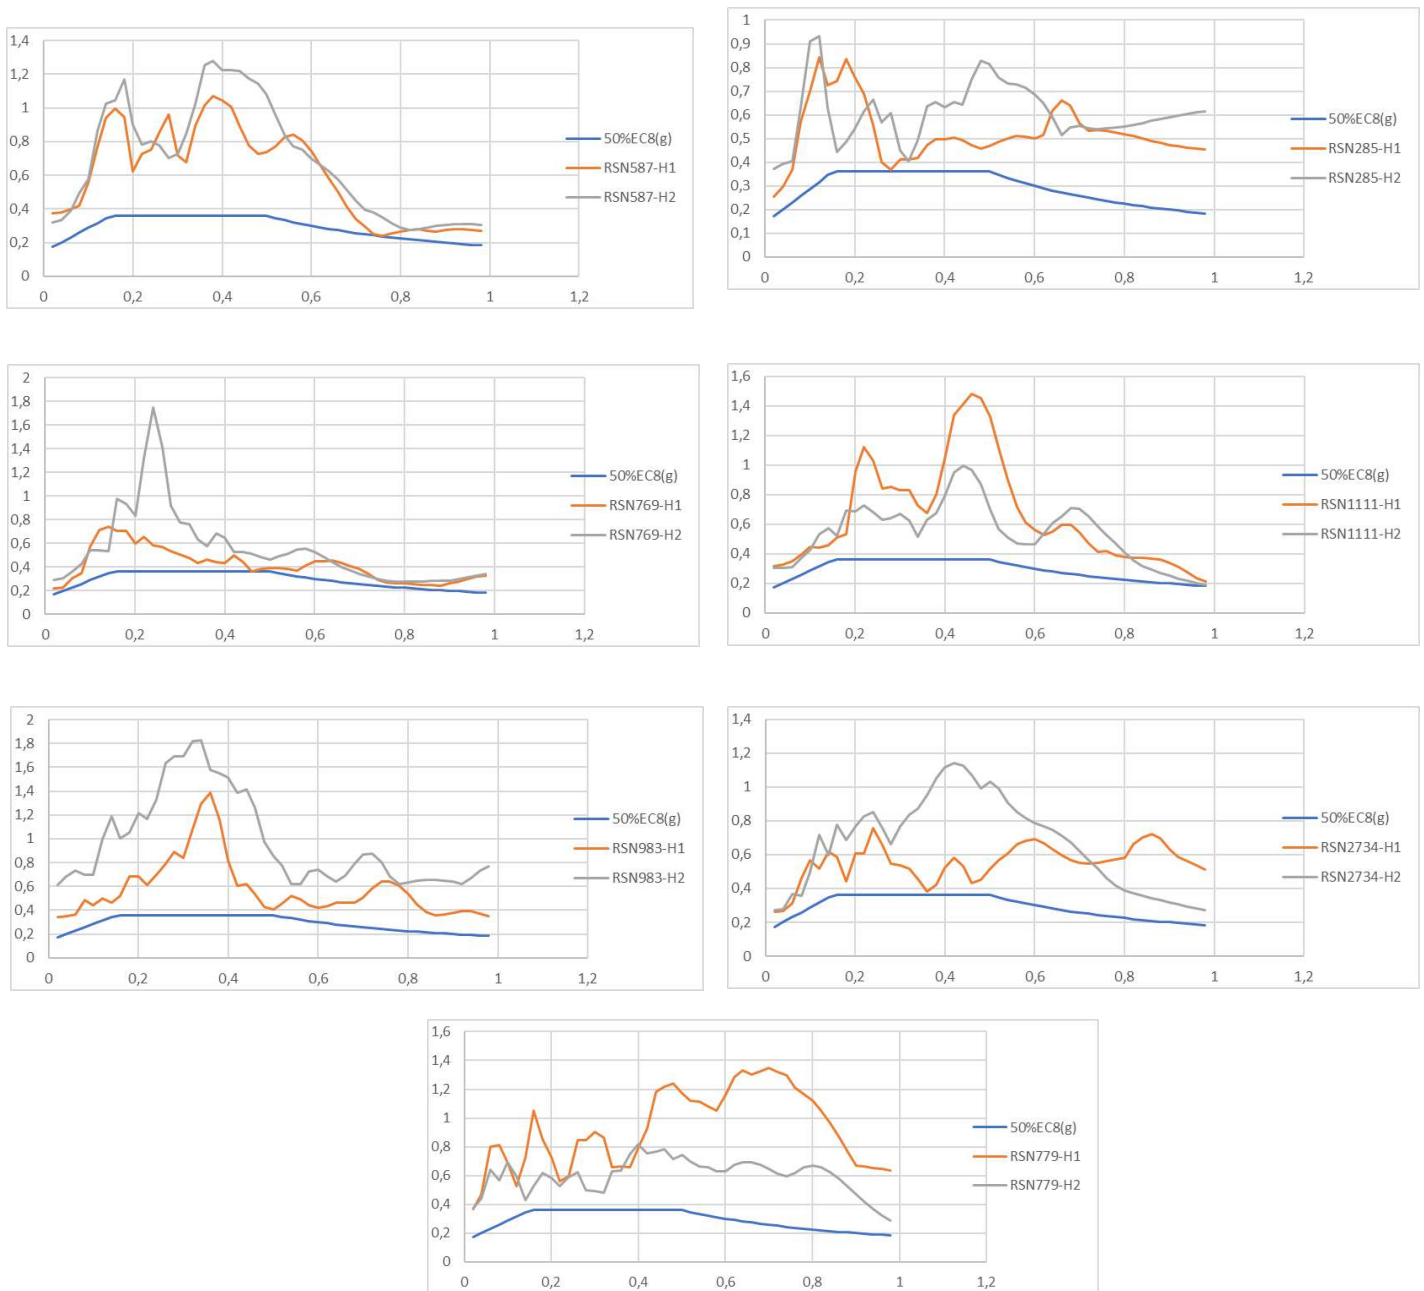 1,4
1,2
1
0,8
0,6
0,4
0,2
0
0 0,2 0,4 0,6 0,8 1 1,2
50%EC8(g)
RSN587-H1
RSN587-H2
1
0,9
0,8
0,7
0,6
0,5
0,4
0,3
0,2
0,1
0
0 0,2 0,4 0,6 0,8 1 1,2
50%EC8(g)
RSN285-H1
RSN285-H2
2
1,8
1,6
1,4
1,2
1
0,8
0,6
0,4
0,2
0
0 0,2 0,4 0,6 0,8 1 1,2
50%EC8(g)
RSN769-H1
RSN769-H2
1,6
1,4
1,2
1
0,8
0,6
0,4
0,2
0
0 0,2 0,4 0,6 0,8 1 1,2
50%EC8(g)
RSN1111-H1
RSN1111-H2
2
1,8
1,6
1,4
1,2
1
0,8
0,6
0,4
0,2
0
0 0,2 0,4 0,6 0,8 1 1,2
50%EC8(g)
RSN983-H1
RSN983-H2
1,4
1,2
1
0,8
0,6
0,4
0,2
0
0 0,2 0,4 0,6 0,8 1 1,2
50%EC8(g)
RSN2734-H1
RSN2734-H2
1,6
1,4
1,2
1
0,8
0,6
0,4
0,2
0
0 0,2 0,4 0,6 0,8 1 1,2
50%EC8(g)
RSN779-H1
RSN779-H2